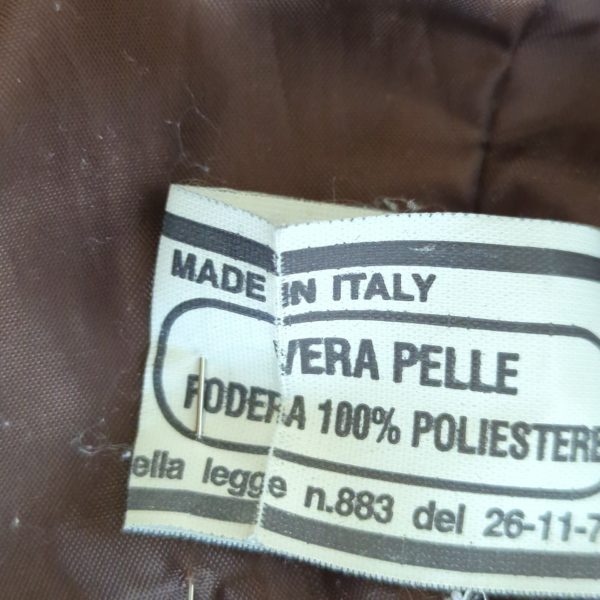 MADE IN ITALY
VERA PELLE
FODERA 100% POLIESTERE
ella legge n.883 del 26-11-7